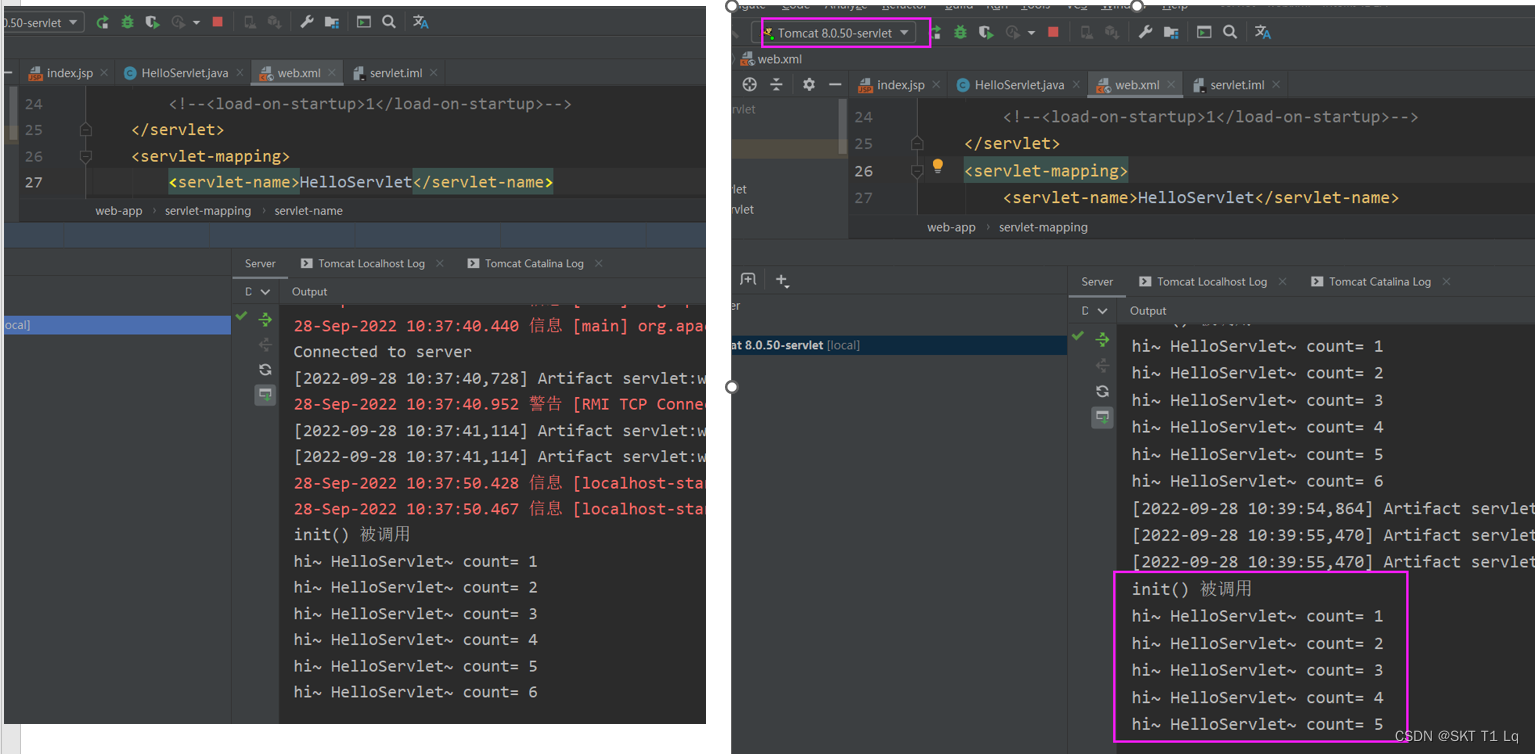 0.50-servlet
index.jsp
HelloServlet.java
web.xml
servlet.iml
24 <!--<load-on-startup>1</load-on-startup>-->
25 </servlet>
26 <servlet-mapping>
27 <servlet-name>HelloServlet</servlet-name>
web-app › servlet-mapping › servlet-name
Server
Tomcat Localhost Log
Tomcat Catalina Log
Output
ocal]
28-Sep-2022 10:37:40.440 信息 [main] org.apa
Connected to server
[2022-09-28 10:37:40,728] Artifact servlet:w
28-Sep-2022 10:37:40.952 警告 [RMI TCP Conne
[2022-09-28 10:37:41,114] Artifact servlet:w
[2022-09-28 10:37:41,114] Artifact servlet:w
28-Sep-2022 10:37:50.428 信息 [localhost-sta
28-Sep-2022 10:37:50.467 信息 [localhost-sta
init() 被调用
hi~ HelloServlet~ count= 1
hi~ HelloServlet~ count= 2
hi~ HelloServlet~ count= 3
hi~ HelloServlet~ count= 4
hi~ HelloServlet~ count= 5
hi~ HelloServlet~ count= 6
Tomcat 8.0.50-servlet
web.xml
index.jsp
HelloServlet.java
web.xml
servlet.iml
rvlet
24 <!--<load-on-startup>1</load-on-startup>-->
25 </servlet>
26 <servlet-mapping>
27 <servlet-name>HelloServlet</servlet-name>
let
rvlet
web-app › servlet-mapping
Server
Tomcat Localhost Log
Tomcat Catalina Log
er
Output
at 8.0.50-servlet [local]
hi~ HelloServlet~ count= 1
hi~ HelloServlet~ count= 2
hi~ HelloServlet~ count= 3
hi~ HelloServlet~ count= 4
hi~ HelloServlet~ count= 5
hi~ HelloServlet~ count= 6
[2022-09-28 10:39:54,864] Artifact servlet
[2022-09-28 10:39:55,470] Artifact servlet
[2022-09-28 10:39:55,470] Artifact servlet
init() 被调用
hi~ HelloServlet~ count= 1
hi~ HelloServlet~ count= 2
hi~ HelloServlet~ count= 3
hi~ HelloServlet~ count= 4
hi~ HelloServlet~ count= 5
CSDN @SKT T1 Lq